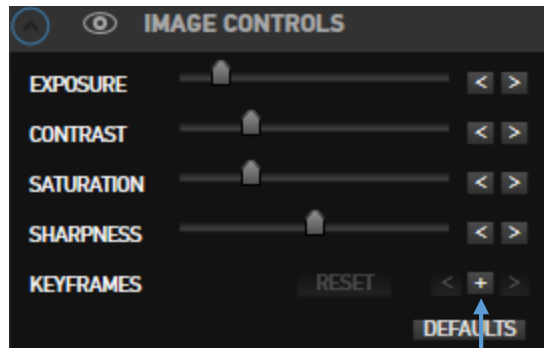 IMAGE CONTROLS
EXPOSURE < >
CONTRAST < >
SATURATION < >
SHARPNESS < >
KEYFRAMES RESET < + >
DEFAULTS